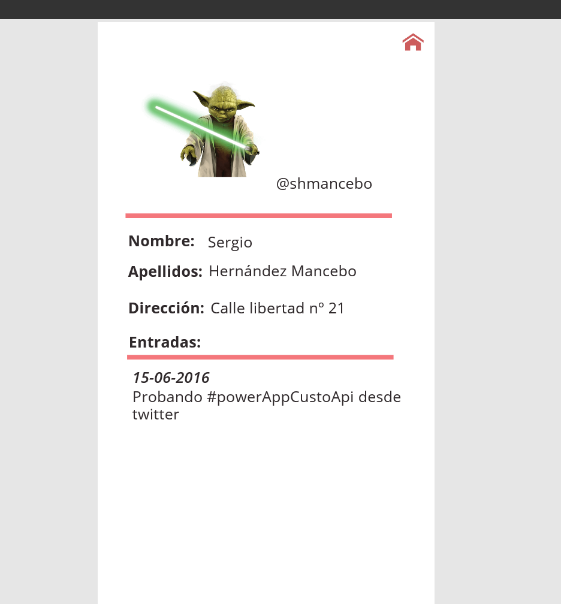 @shmancebo
Nombre: Sergio
Apellidos: Hernández Mancebo
Dirección: Calle libertad nº 21
Entradas:
15-06-2016
Probando #powerAppCustoApi desde
twitter